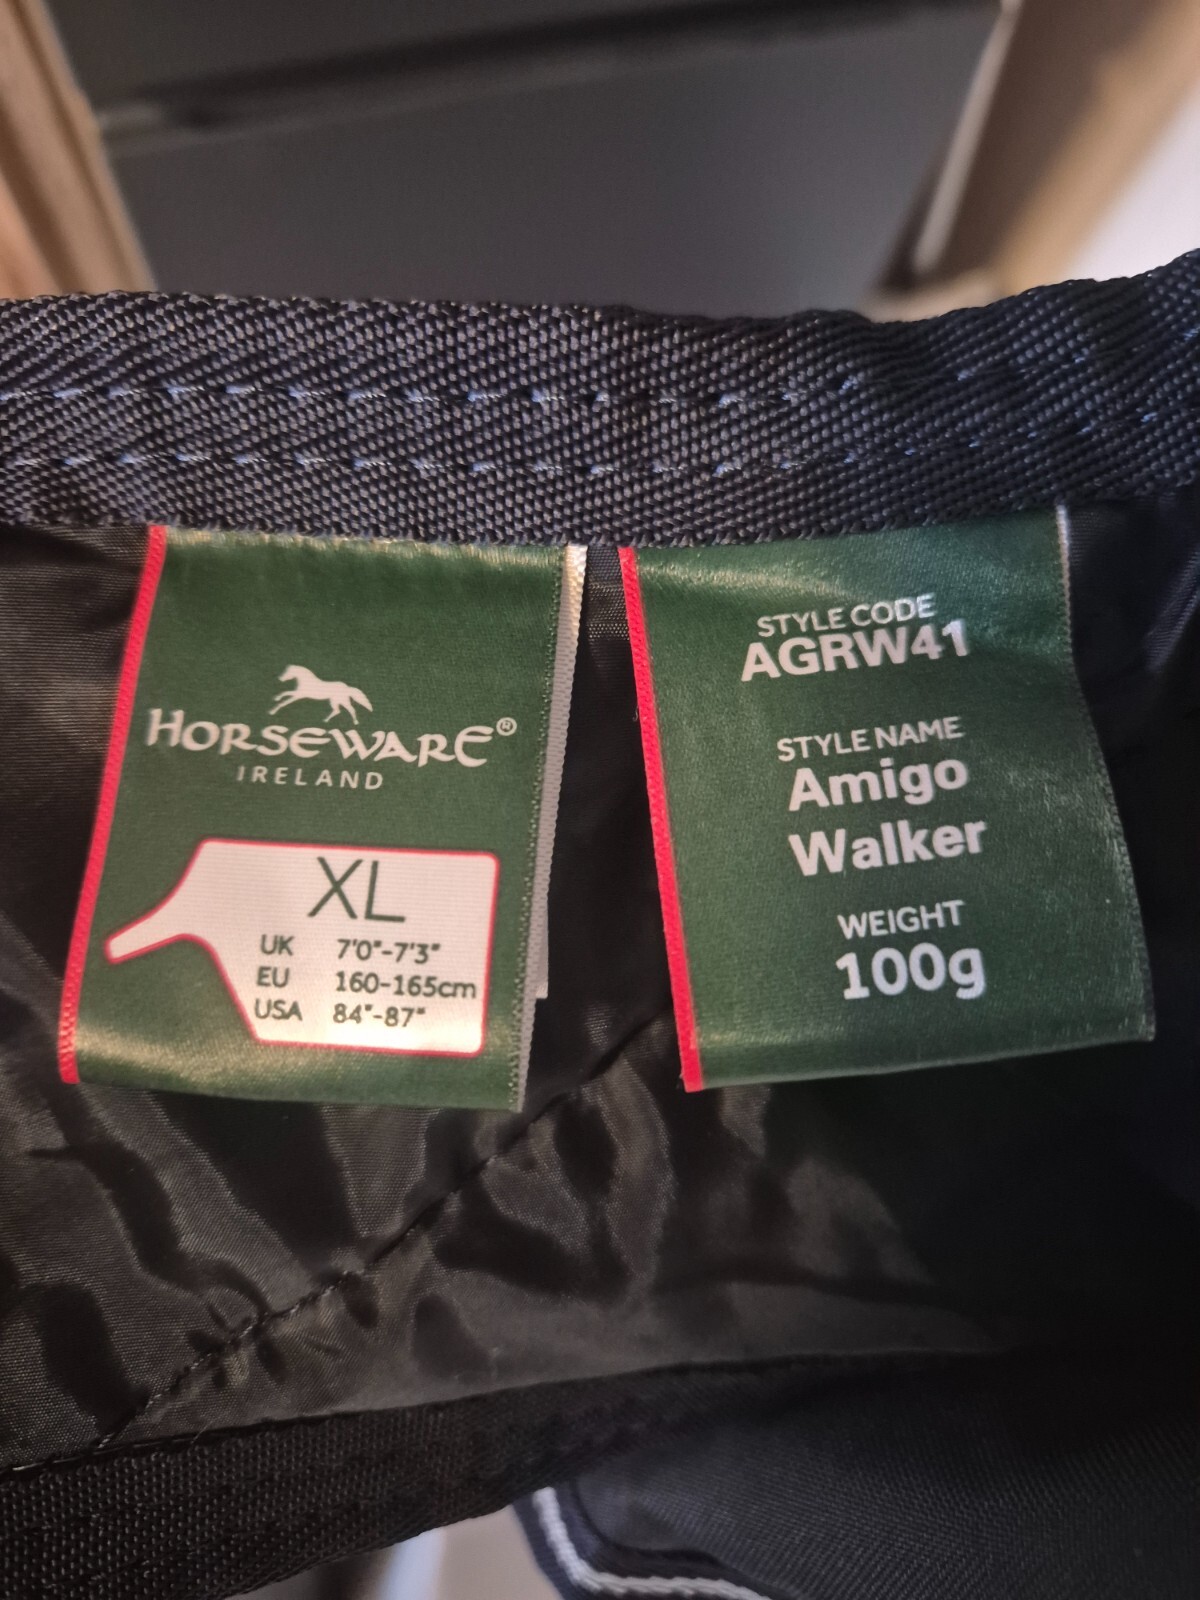 HORSEWARE®
IRELAND
XL
UK 7'0"-7'3"
EU 160-165cm
USA 84"-87"
STYLE CODE
AGRW41
STYLE NAME
Amigo
Walker
WEIGHT
100g